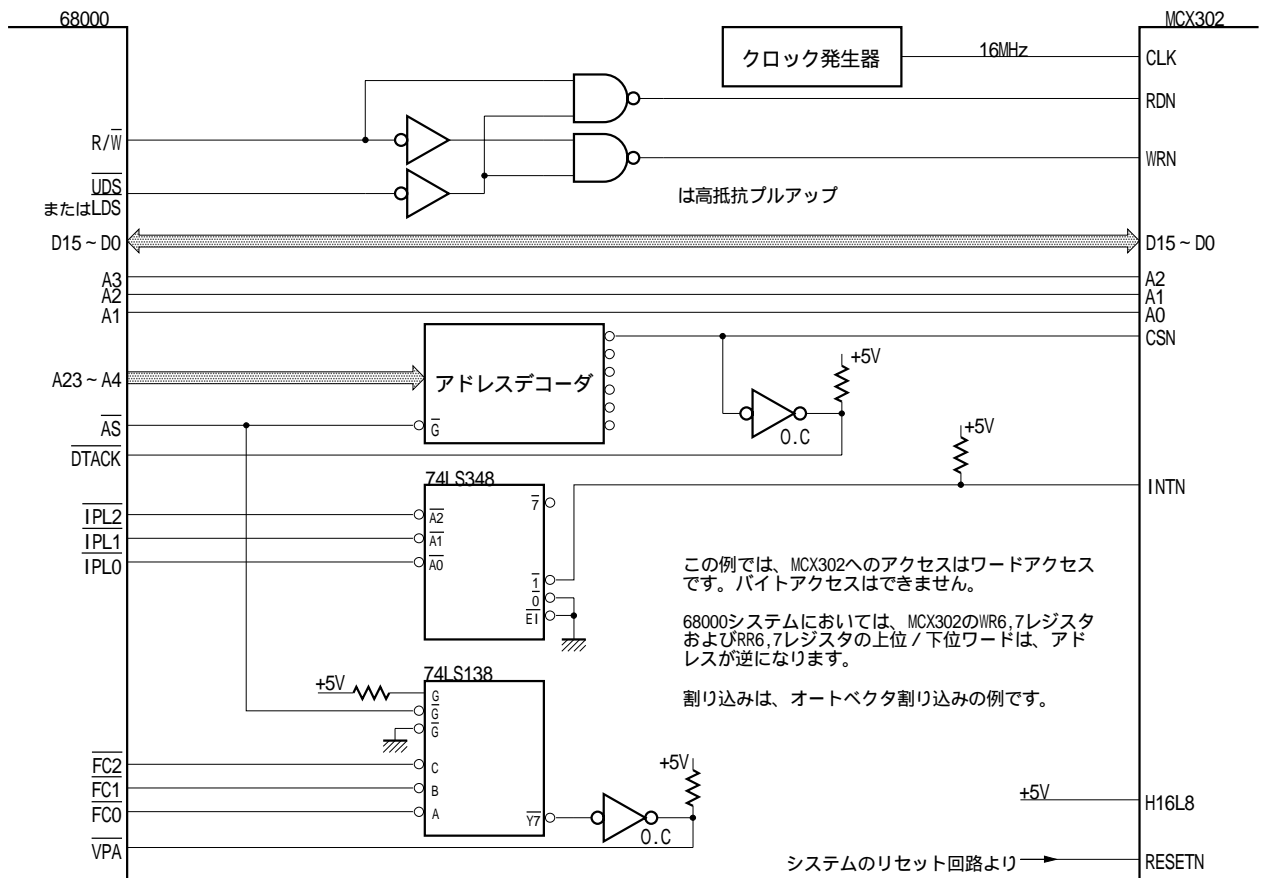 68000
MCX302
クロック発生器
16MHz
CLK
RDN
R/W
WRN
UDS
またはLDS
は高抵抗プルアップ
D15～D0
D15～D0
A3
A2
A2
A1
A1
A0
CSN
A23～A4
アドレスデコーダ
+5V
AS
G
O.C
+5V
DTACK
74LS348
INTN
7
IPL2
A2
IPL1
A1
IPL0
A0
1
0
EI
この例では、MCX302へのアクセスはワードアクセス
です。バイトアクセスはできません。
68000システムにおいては、MCX302のWR6,7レジスタ
およびRR6,7レジスタの上位/下位ワードは、アド
レスが逆になります。
割り込みは、オートベクタ割り込みの例です。
74LS138
+5V
G
G
G
FC2
C
FC1
B
FC0
A
Y7
+5V
O.C
VPA
+5V
H16L8
システムのリセット回路より
RESETN